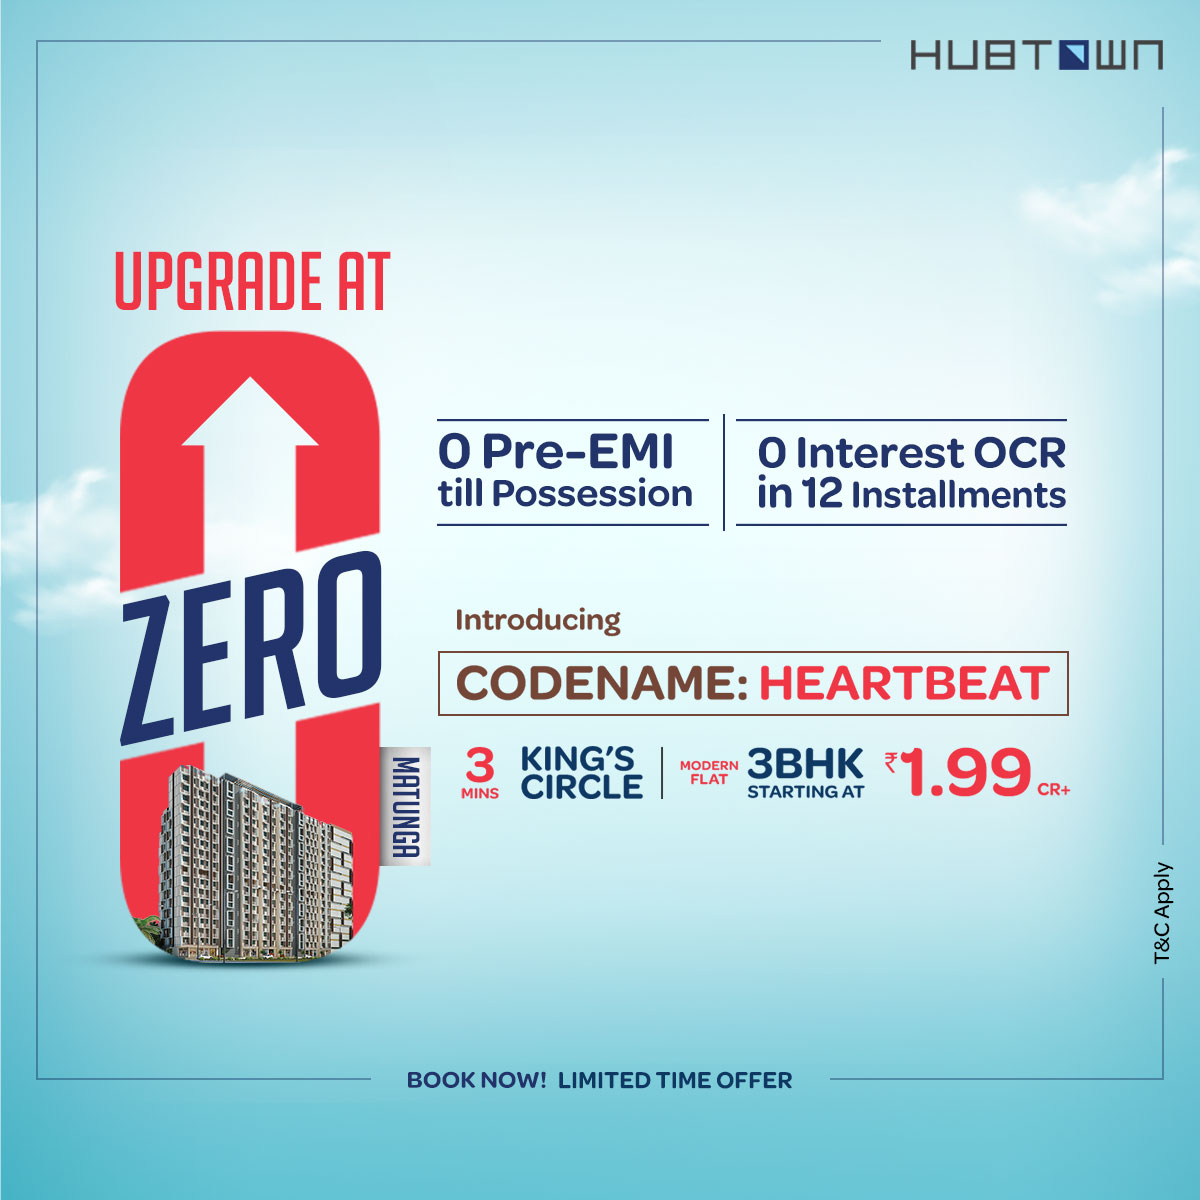 HUBTOWN
UPGRADE AT
ZERO
MATUNGA
0 Pre-EMI
till Possession
0 Interest OCR
in 12 Installments
Introducing
CODENAME: HEARTBEAT
3
MINS
KING'S
CIRCLE
MODERN
FLAT
3BHK
STARTING AT
₹1.99 CR+
T&C Apply
BOOK NOW! LIMITED TIME OFFER